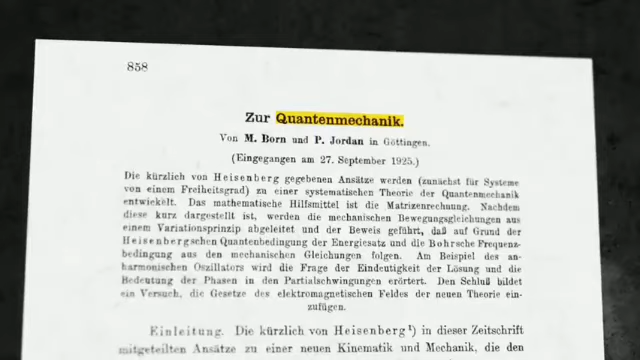 858
Zur Quantenmechanik.
Von M. Born und P. Jordan in Göttingen.
(Eingegangen am 27. September 1925.)
Die kürzlich von Heisenberg gegebenen Ansätze werden (zunächst für Systeme
von einem Freiheitsgrad) zu einer systematischen Theorie der Quantenmechanik
entwickelt. Das mathematische Hilfsmittel ist die Matrizenrechnung. Nachdem
diese kurz dargestellt ist, werden die mechanischen Bewegungsgleichungen aus
einem Variationsprinzip abgeleitet und der Beweis geführt, daß auf Grund der
Heisenbergschen Quantenbedingung der Energiesatz und die Bohrsche Frequenz-
bedingung aus den mechanischen Gleichungen folgen. Am Beispiel des an-
harmonischen Oszillators wird die Frage der Eindeutigkeit der Lösung und die
Bedeutung der Phasen in den Partialschwingungen erörtert. Den Schluß bildet
ein Versuch, die Gesetze des elektromagnetischen Feldes der neuen Theorie ein-
zufügen.
Einleitung. Die kürzlich von Heisenberg¹) in dieser Zeitschrift
mitgeteilten Ansätze zu einer neuen Kinematik und Mechanik, die den